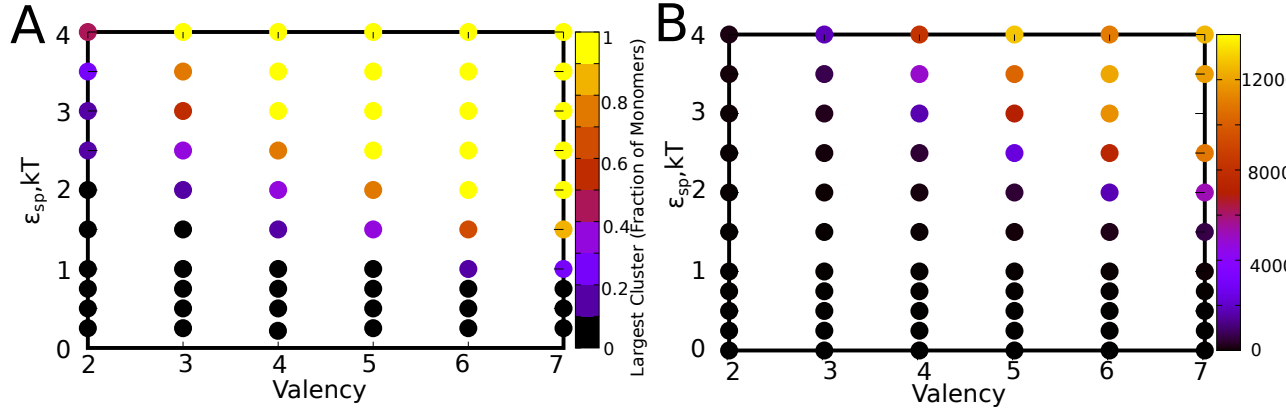 A
B
4
3
2
1
0
ε_sp,kT
2 3 4 5 6 7
Valency
1
0.8
0.6
0.4
0.2
0
Largest Cluster (Fraction of Monomers)
4
3
2
1
0
ε_sp,kT
2 3 4 5 6 7
Valency
1200
8000
4000
0